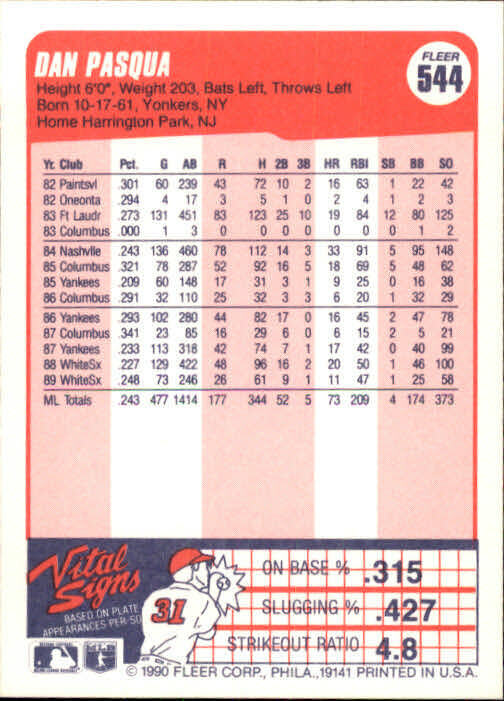 DAN PASQUA
FLEER
544
Height 6'0", Weight 203, Bats Left, Throws Left
Born 10-17-61, Yonkers, NY
Home Harrington Park, NJ
Yr. Club Pct. G AB R H 2B 3B HR RBI SB BB SO
82 Paintsvl .301 60 239 43 72 10 2 16 63 1 22 42
82 Oneonta .294 4 17 3 5 1 0 2 4 1 2 3
83 Ft Laudr .273 131 451 83 123 25 10 19 84 12 80 125
83 Columbus .000 1 3 0 0 0 0 0 0 0 1 2
84 Nashvlle .243 136 460 78 112 14 3 33 91 5 95 148
85 Columbus .321 78 287 52 92 16 5 18 69 5 48 62
85 Yankees .209 60 148 17 31 3 1 9 25 0 16 38
86 Columbus .291 32 110 25 32 3 3 6 20 1 32 29
86 Yankees .293 102 280 44 82 17 0 16 45 2 47 78
87 Columbus .341 23 85 16 29 6 0 6 15 2 5 21
87 Yankees .233 113 318 42 74 7 1 17 42 0 40 99
88 WhiteSx .227 129 422 48 96 16 2 20 50 1 46 100
89 WhiteSx .248 73 246 26 61 9 1 11 47 1 25 58
ML Totals .243 477 1414 177 344 52 5 73 209 4 174 373
Vital
Signs
BASED ON PLATE
APPEARANCES PER SO
31
ON BASE % .315
SLUGGING % .427
STRIKEOUT RATIO 4.8
© 1990 FLEER CORP., PHILA., 19141 PRINTED IN U.S.A.